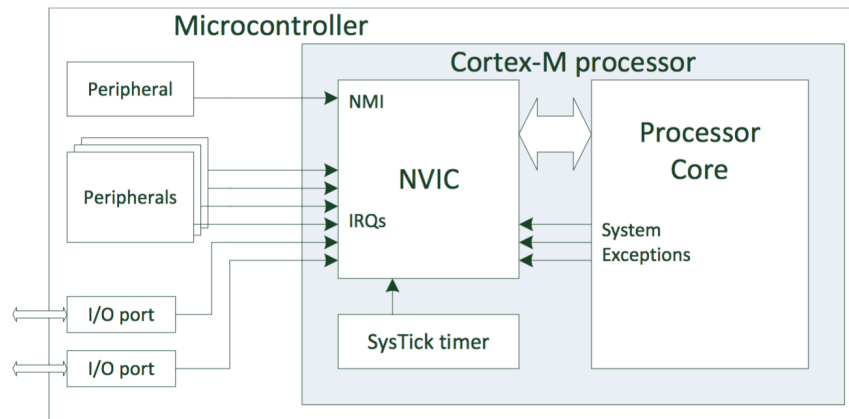 Microcontroller
Cortex-M processor
Peripheral
NMI
Processor
Core
NVIC
Peripherals
IRQs
System
Exceptions
I/O port
SysTick timer
I/O port